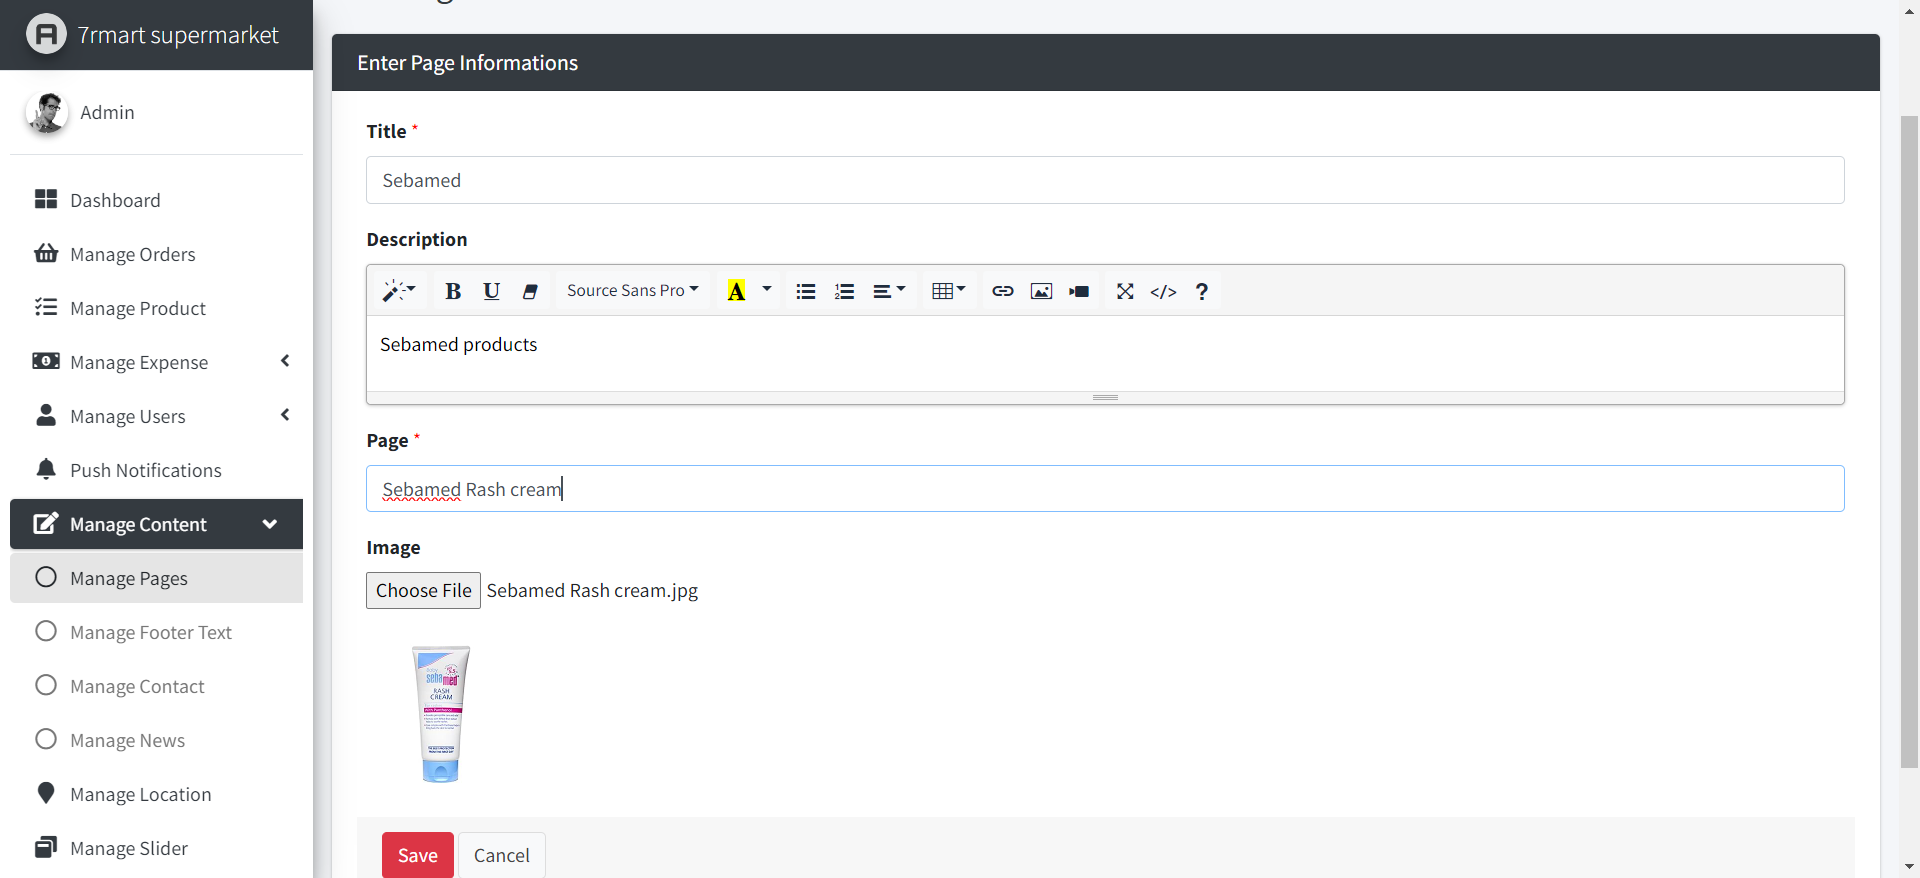 7rmart supermarket
Admin
Dashboard
Manage Orders
Manage Product
Manage Expense
Manage Users
Push Notifications
Manage Content
Manage Pages
Manage Footer Text
Manage Contact
Manage News
Manage Location
Manage Slider
Enter Page Informations
Title *
Sebamed
Description
B U Source Sans Pro A </> ?
Sebamed products
Page *
Sebamed Rash cream
Image
Choose File Sebamed Rash cream.jpg
sebamed
RASH
CREAM
Save Cancel